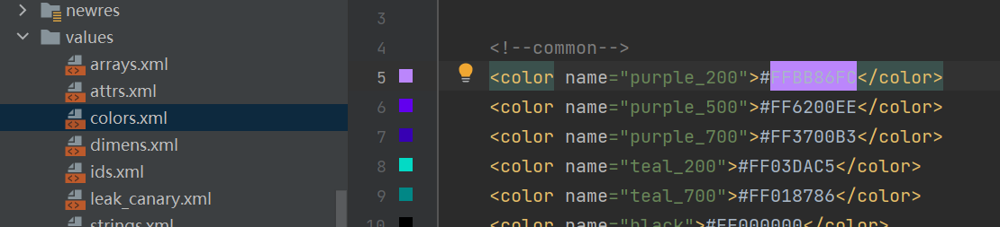 newres
values
arrays.xml
attrs.xml
colors.xml
dimens.xml
ids.xml
leak_canary.xml
strings.xml
3
4 <!--common-->
5 <color name="purple_200">#FFBB86FC</color>
6 <color name="purple_500">#FF6200EE</color>
7 <color name="purple_700">#FF3700B3</color>
8 <color name="teal_200">#FF03DAC5</color>
9 <color name="teal_700">#FF018786</color>
10 <color name="black">#FF000000</color>